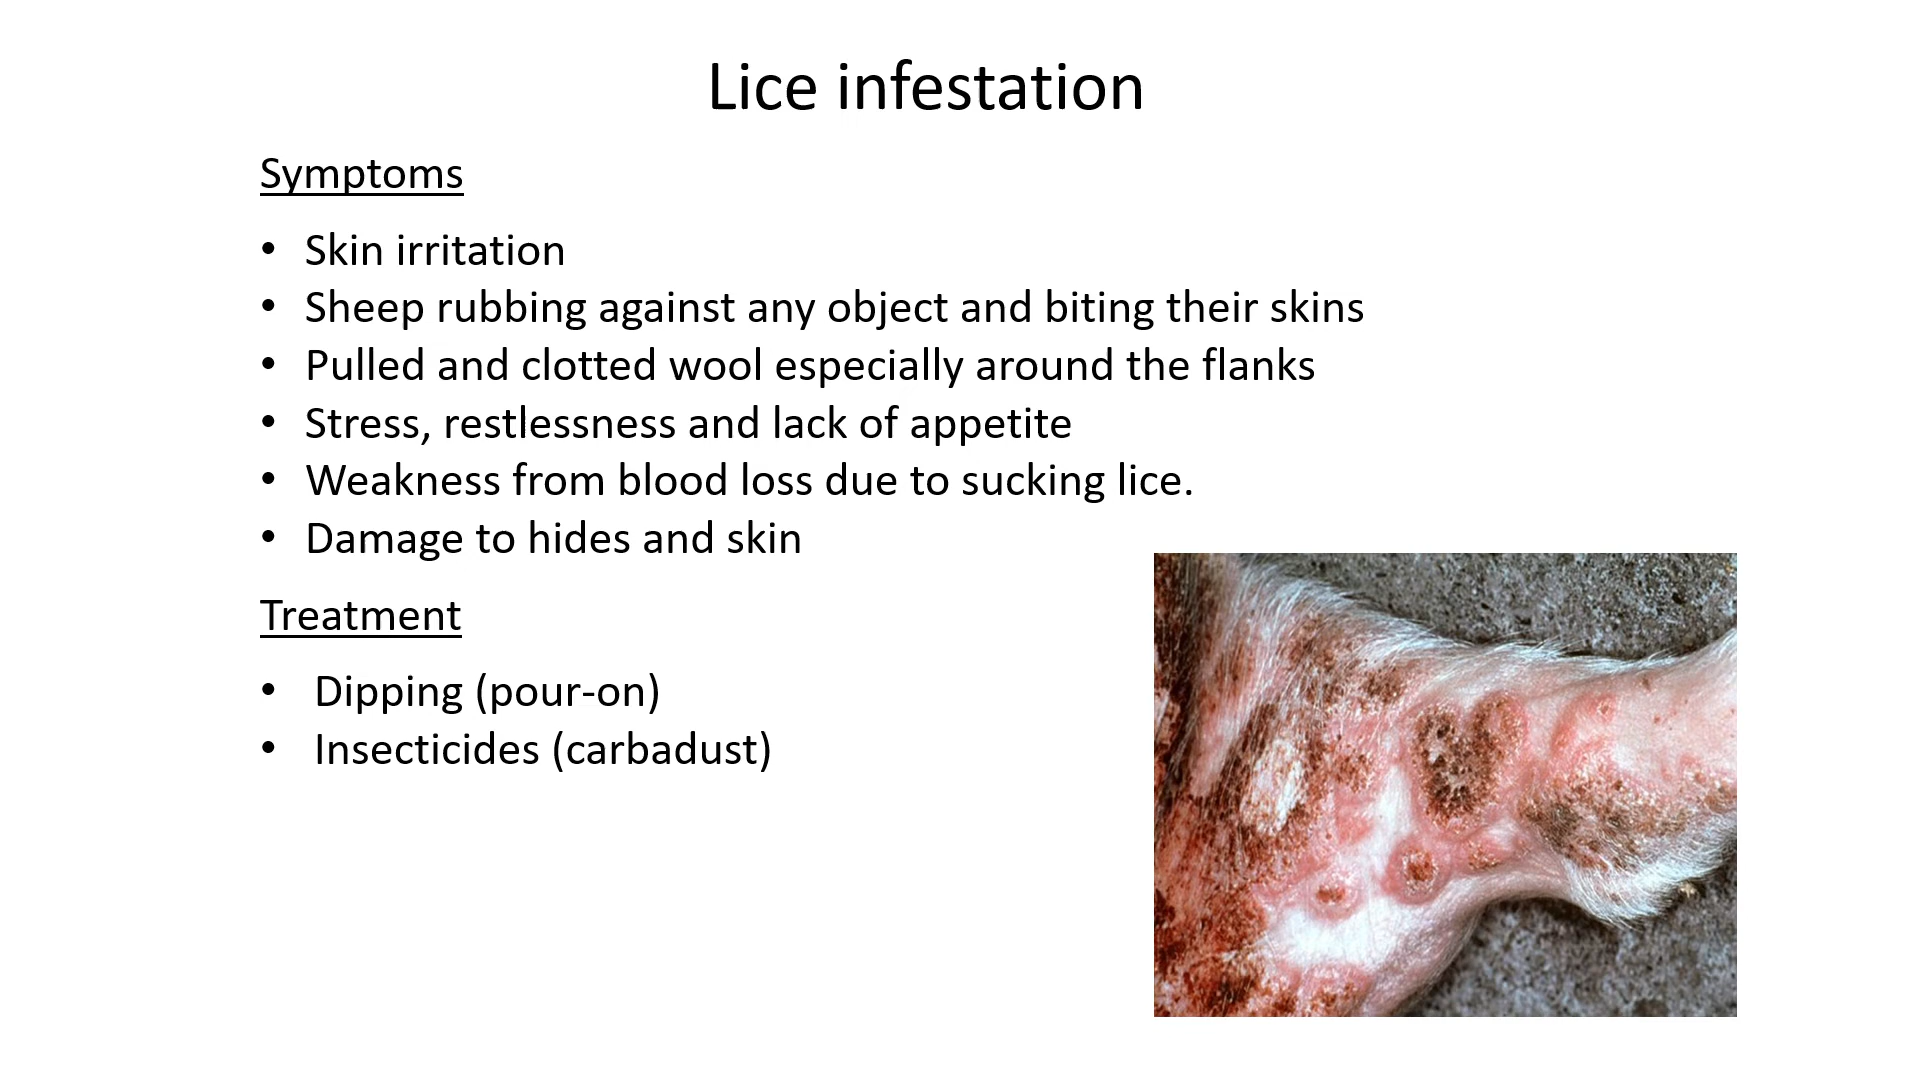 Lice infestation
Symptoms
• Skin irritation
• Sheep rubbing against any object and biting their skins
• Pulled and clotted wool especially around the flanks
• Stress, restlessness and lack of appetite
• Weakness from blood loss due to sucking lice.
• Damage to hides and skin
Treatment
• Dipping (pour-on)
• Insecticides (carbadust)